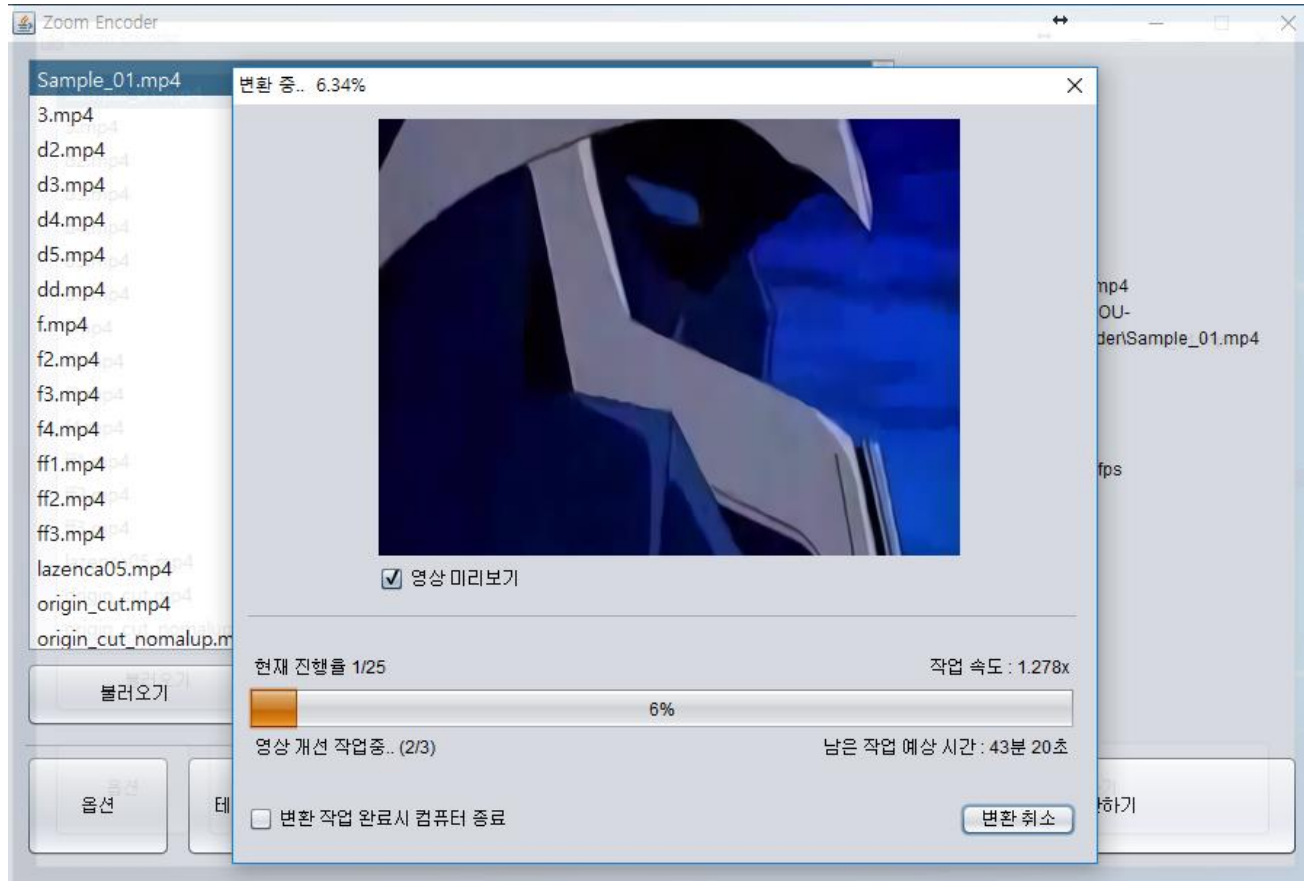 Zoom Encoder
Sample_01.mp4
3.mp4
d2.mp4
d3.mp4
d4.mp4
d5.mp4
dd.mp4
f.mp4
f2.mp4
f3.mp4
f4.mp4
ff1.mp4
ff2.mp4
ff3.mp4
lazenca05.mp4
origin_cut.mp4
origin_cut_nomalup.m
불러오기
옵션
테
변환 중.. 6.34%
영상 미리보기
현재 진행율 1/25
작업 속도 : 1.278x
6%
영상 개선 작업중.. (2/3)
남은 작업 예상 시간 : 43분 20초
변환 작업 완료시 컴퓨터 종료
변환 취소
mp4
OU-
der\Sample_01.mp4
fps
하기